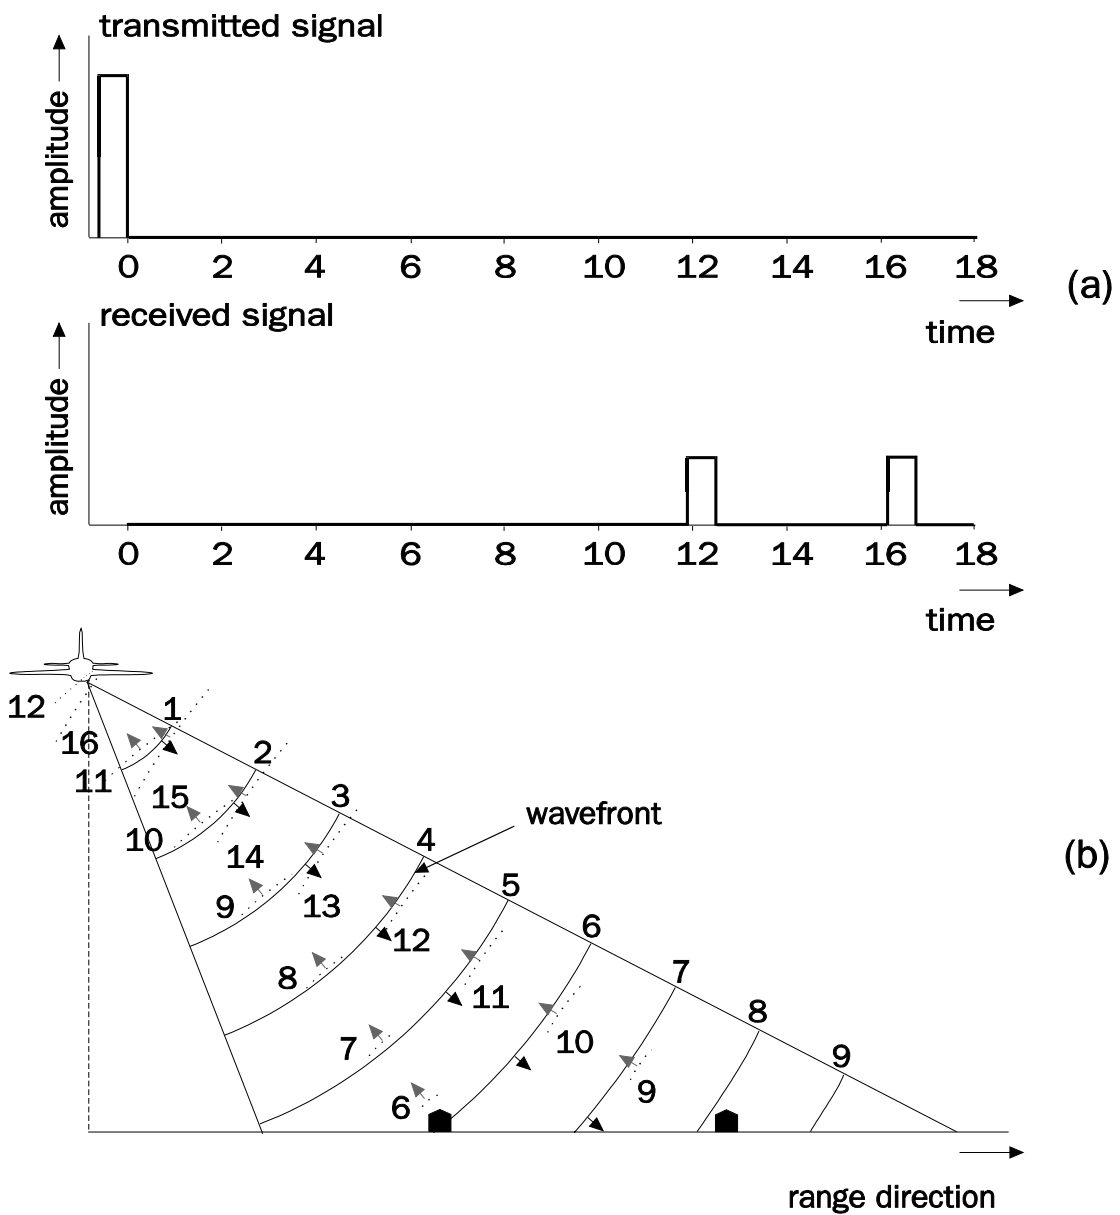 transmitted signal
amplitude
0 2 4 6 8 10 12 14 16 18
time
(a)
received signal
amplitude
0 2 4 6 8 10 12 14 16 18
time
12
1
16
11
2
15
3
10
wavefront
14
4
(b)
9
13
5
12
6
8
7
11
8
7
10
9
6
9
range direction